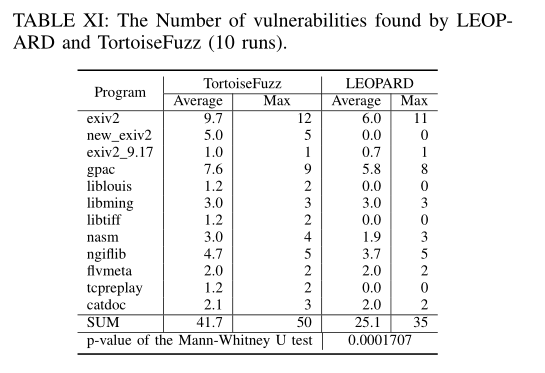 TABLE XI: The Number of vulnerabilities found by LEOP-
ARD and TortoiseFuzz (10 runs).
Program TortoiseFuzz LEOPARD
Average Max Average Max
exiv2 9.7 12 6.0 11
new_exiv2 5.0 5 0.0 0
exiv2_9.17 1.0 1 0.7 1
gpac 7.6 9 5.8 8
liblouis 1.2 2 0.0 0
libming 3.0 3 3.0 3
libtiff 1.2 2 0.0 0
nasm 3.0 4 1.9 3
ngiflib 4.7 5 3.7 5
flvmeta 2.0 2 2.0 2
tcpreplay 1.2 2 0.0 0
catdoc 2.1 3 2.0 2
SUM 41.7 50 25.1 35
p-value of the Mann-Whitney U test 0.0001707